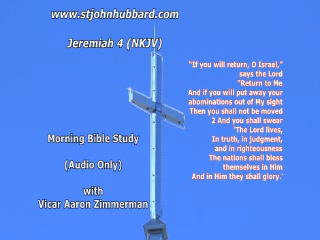 www.stjohnhubbard.com
Jeremiah 4 (NKJV)
"If you will return, O Israel,"
says the Lord
"Return to Me
And if you will put away your
abominations out of My sight
Then you shall not be moved
2 And you shall swear
'The Lord lives,
In truth, in judgment,
and in righteousness
The nations shall bless
themselves in Him
And in Him they shall glory.'
Morning Bible Study
(Audio Only)
with
Vicar Aaron Zimmerman